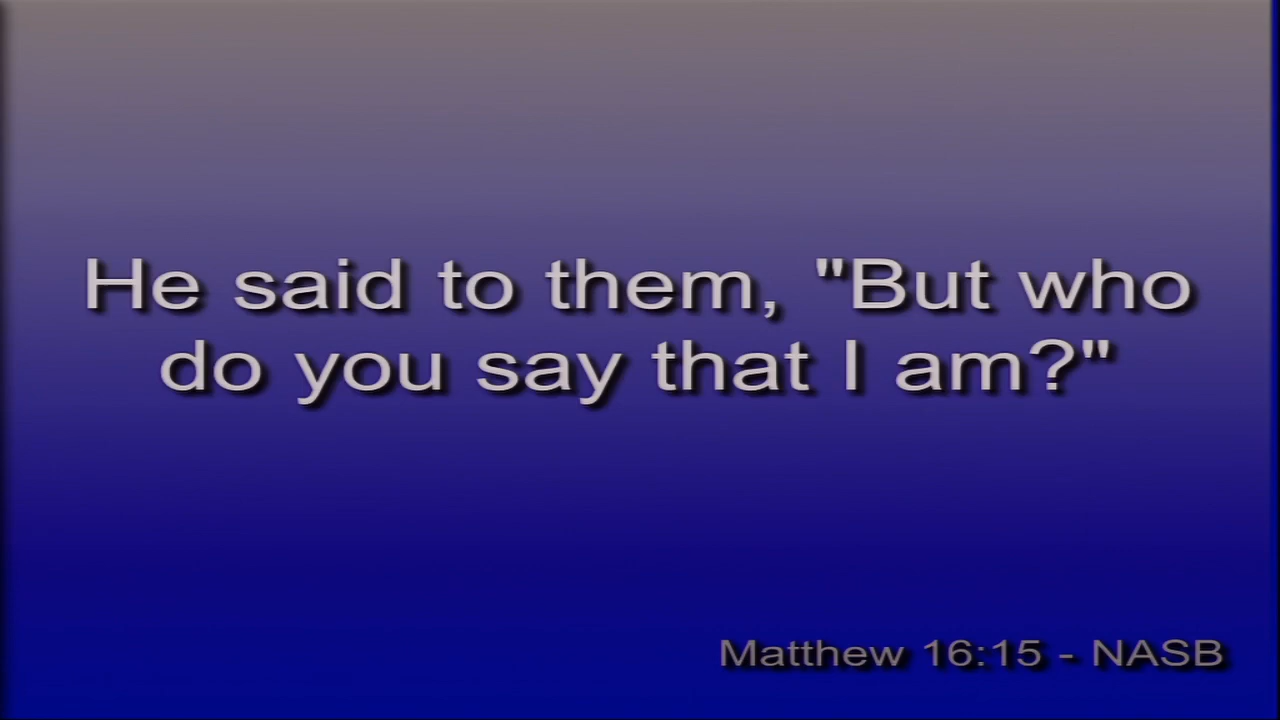 He said to them, "But who
do you say that I am?"
Matthew 16:15 - NASB